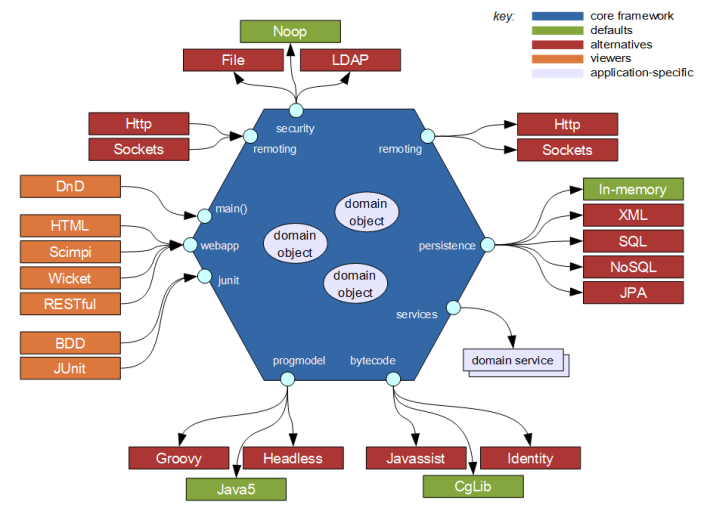 key:
core framework
defaults
alternatives
viewers
application-specific
Noop
File
LDAP
security
Http
Sockets
remoting
remoting
Http
Sockets
DnD
HTML
Scimpi
Wicket
RESTful
BDD
JUnit
main()
webapp
junit
domain
object
domain
object
domain
object
persistence
services
In-memory
XML
SQL
NoSQL
JPA
domain service
progmodel
bytecode
Groovy
Headless
Java5
Javassist
Identity
CgLib